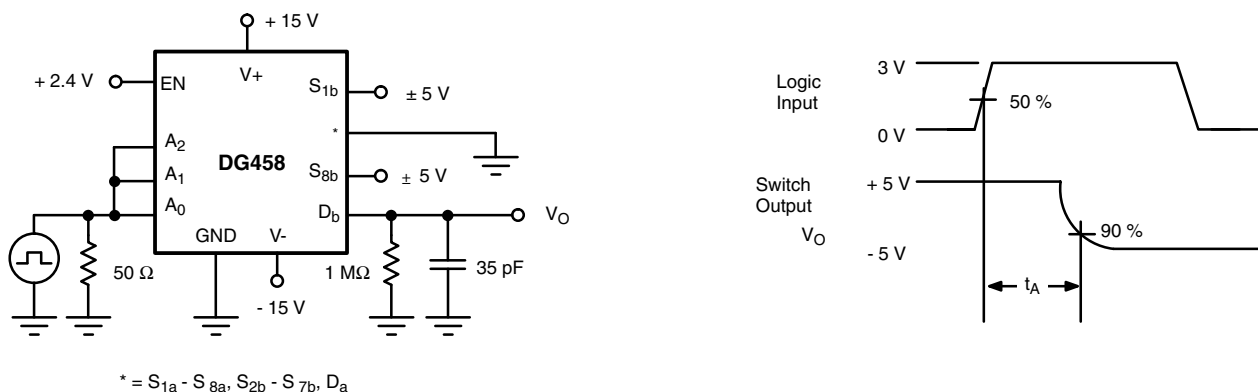 + 15 V
+ 2.4 V
EN
V+
S1b
± 5 V
*
A2
A1
A0
DG458
S8b
± 5 V
Db
VO
GND
V-
50 Ω
- 15 V
1 MΩ
35 pF
* = S1a - S 8a, S2b - S 7b, Da
Logic
Input
3 V
50 %
0 V
Switch
Output
VO
+ 5 V
90 %
- 5 V
tA